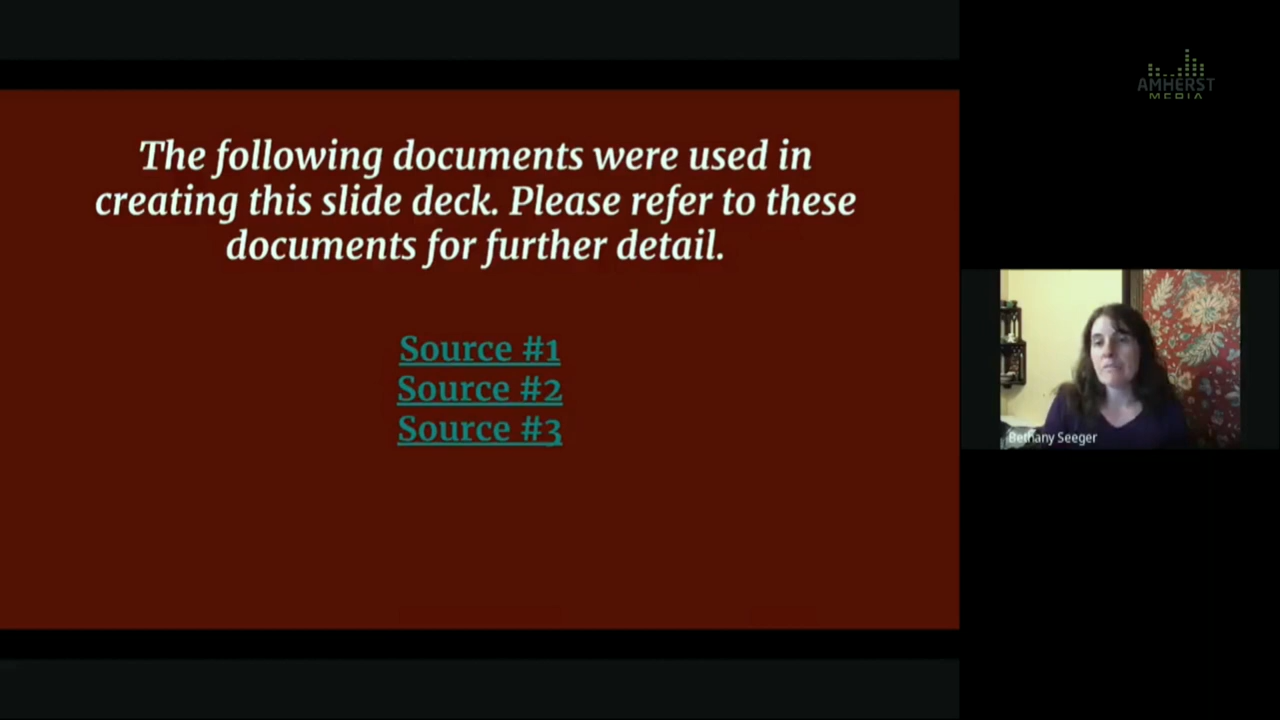 AMHERST
MEDIA
The following documents were used in
creating this slide deck. Please refer to these
documents for further detail.
Source #1
Source #2
Source #3
Bethany Seeger